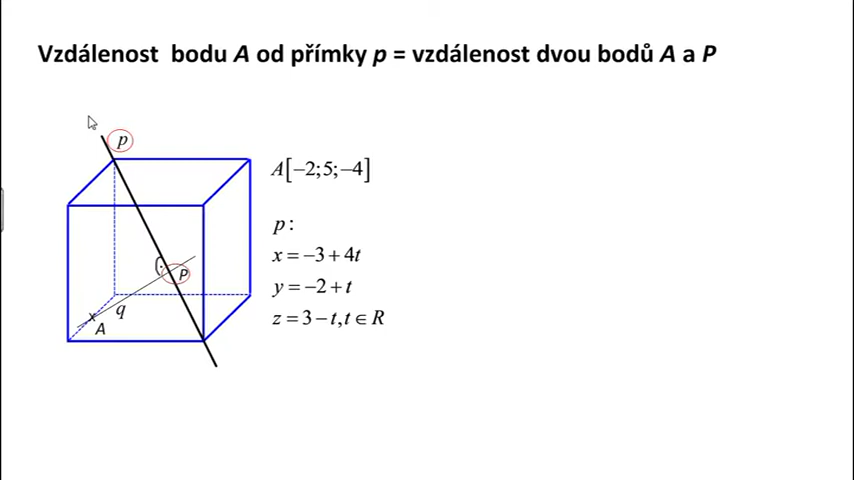 Vzdálenost bodu A od přímky p = vzdálenost dvou bodů A a P
p
A[−2;5;−4]
p:
x = −3 + 4t
P
y = −2 + t
q
z = 3 − t, t ∈ R
A